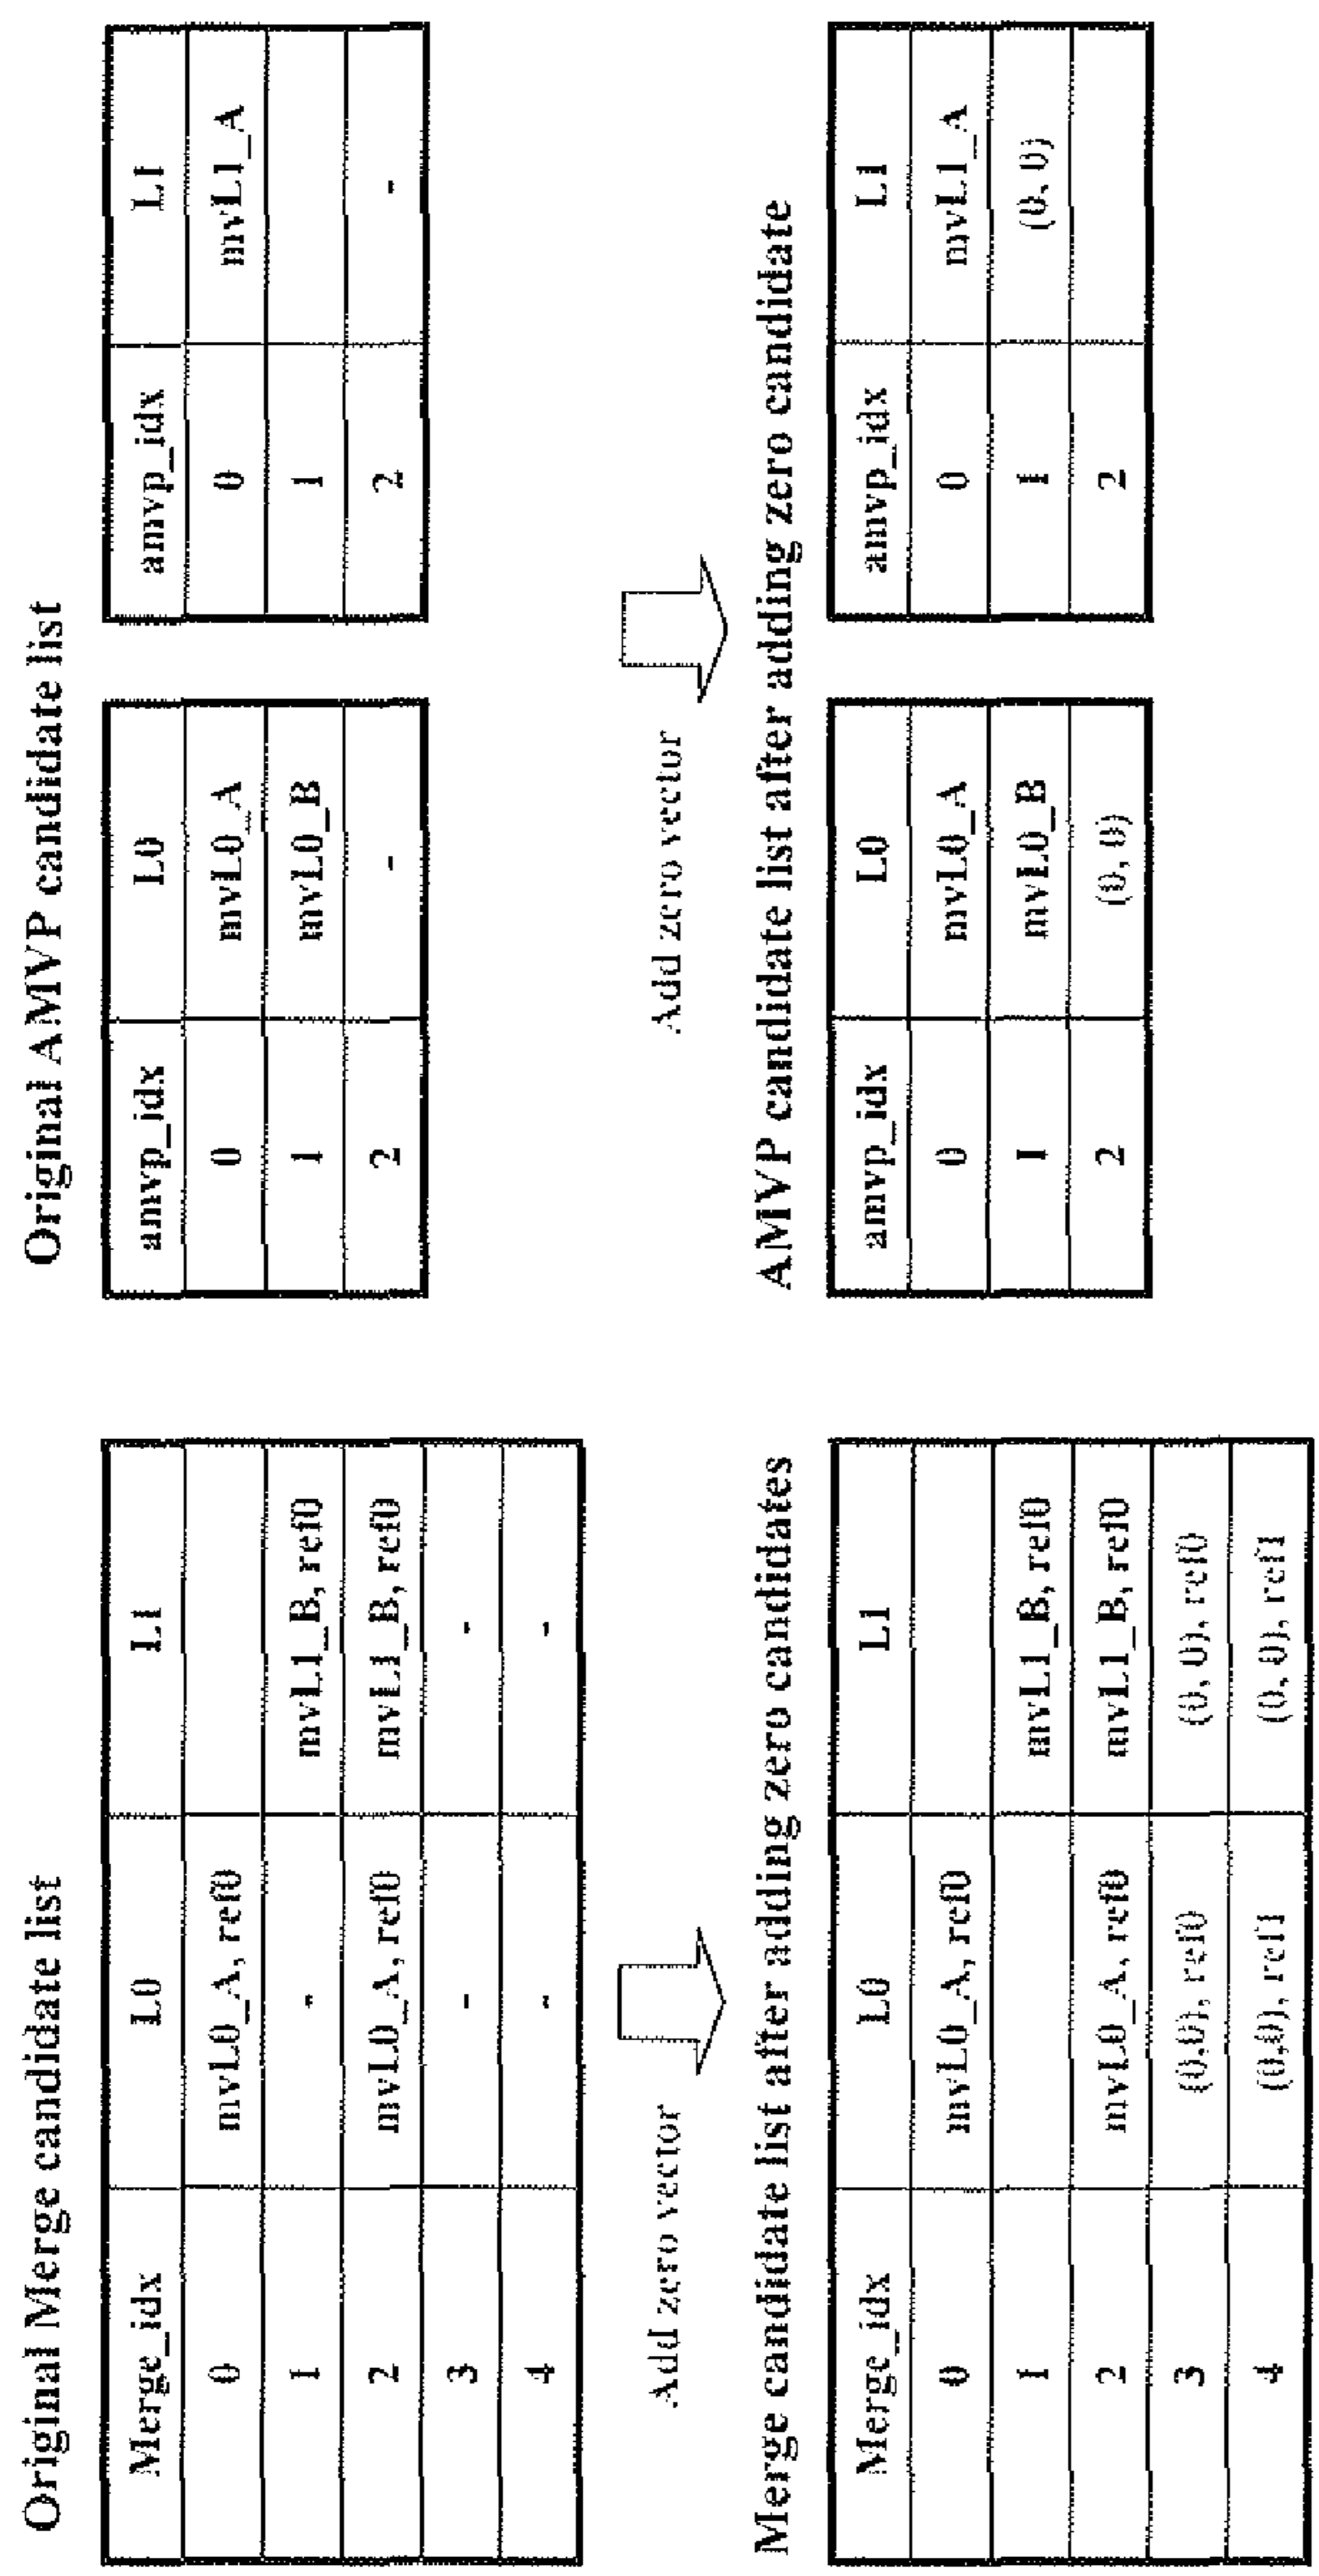 Original Merge candidate list
Merge_idx L0 L1
0 mvL0_A, ref0
1 - mvL1_B, ref0
2 mvL0_A, ref0 mvL1_B, ref0
3 - -
4 - -
Add zero vector
Merge candidate list after adding zero candidates
Merge_idx L0 L1
0 mvL0_A, ref0
1 mvL1_B, ref0
2 mvL0_A, ref0 mvL1_B, ref0
3 (0,0), ref0 (0, 0), ref0
4 (0,0), ref1 (0, 0), ref1
Original AMVP candidate list
amvp_idx L0
0 mvL0_A
1 mvL0_B
2 -
amvp_idx L1
0 mvL1_A
1
2 -
Add zero vector
AMVP candidate list after adding zero candidate
amvp_idx L0
0 mvL0_A
1 mvL0_B
2 (0, 0)
amvp_idx L1
0 mvL1_A
1 (0, 0)
2